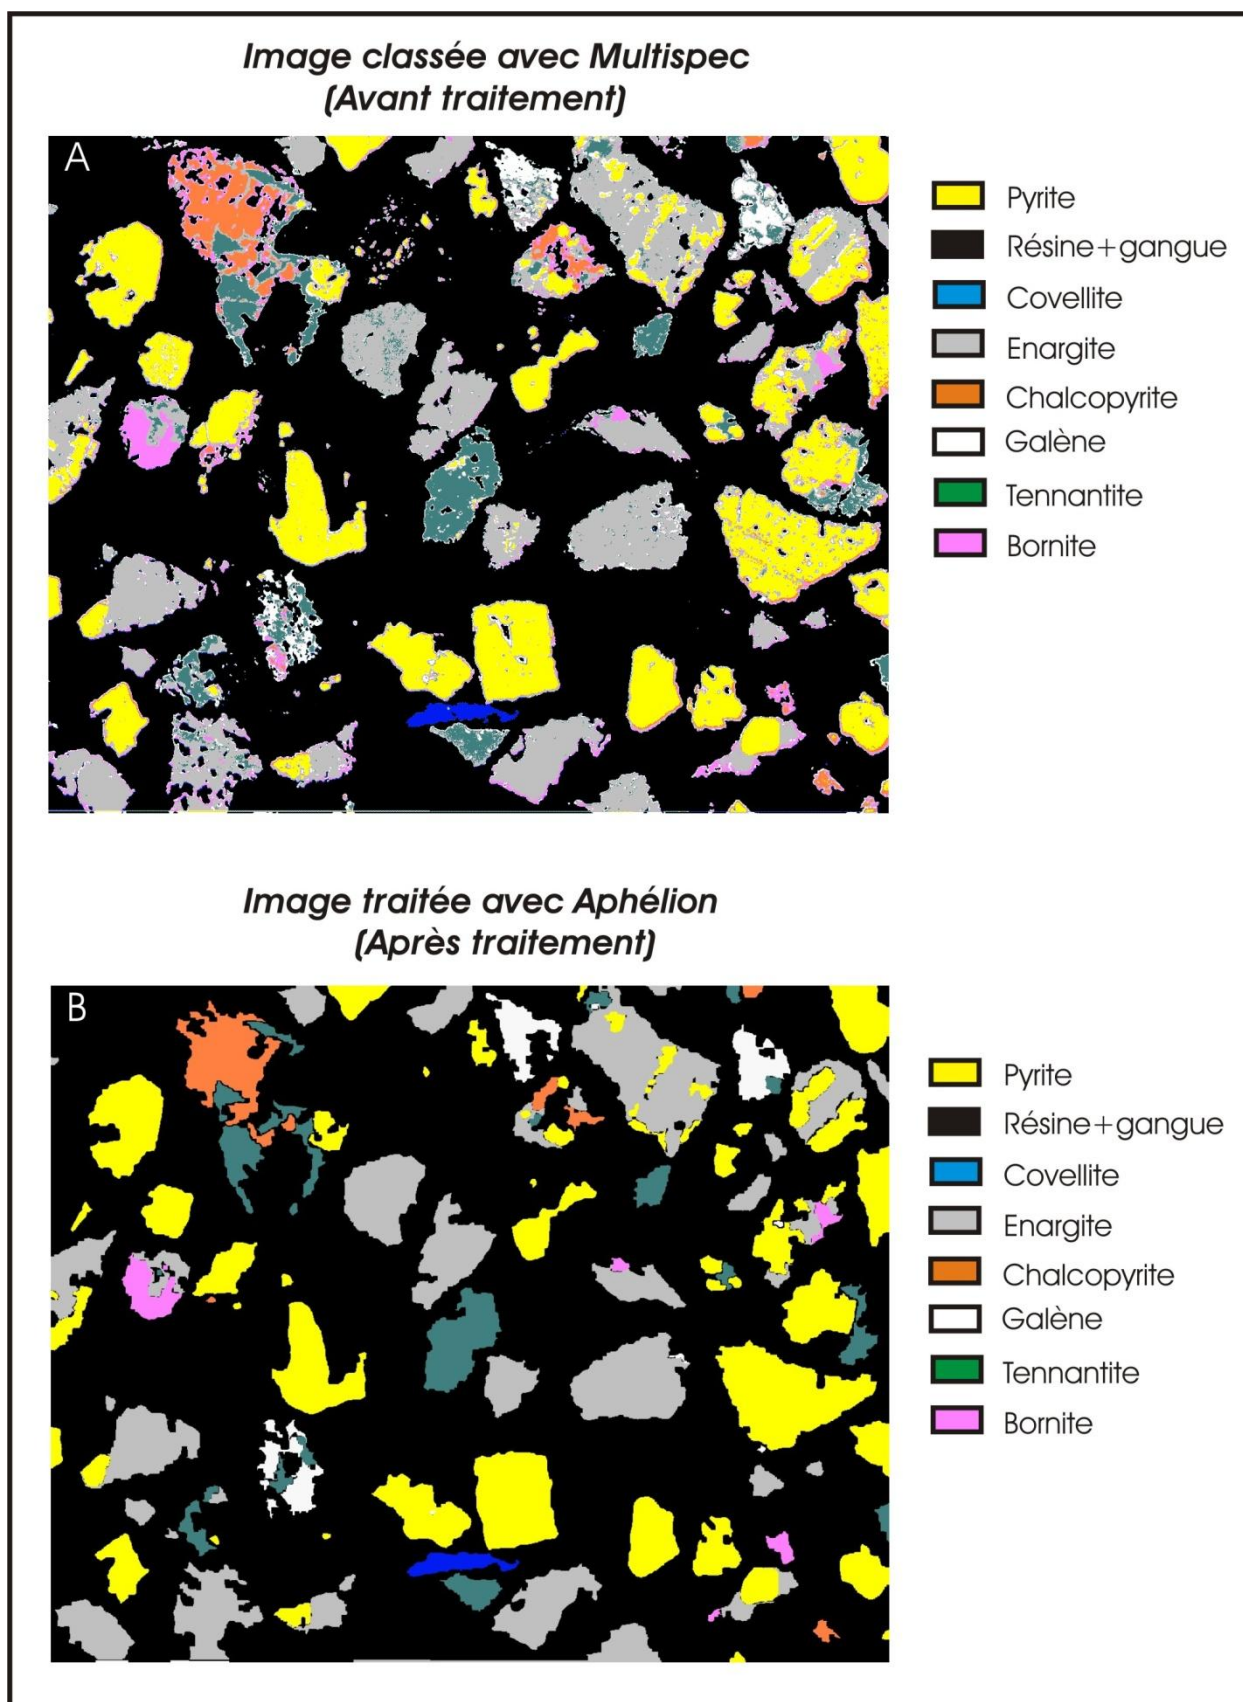 Image classée avec Multispec
(Avant traitement)
A
Pyrite
Résine+gangue
Covellite
Enargite
Chalcopyrite
Galène
Tennantite
Bornite
Image traitée avec Aphélion
(Après traitement)
B
Pyrite
Résine+gangue
Covellite
Enargite
Chalcopyrite
Galène
Tennantite
Bornite